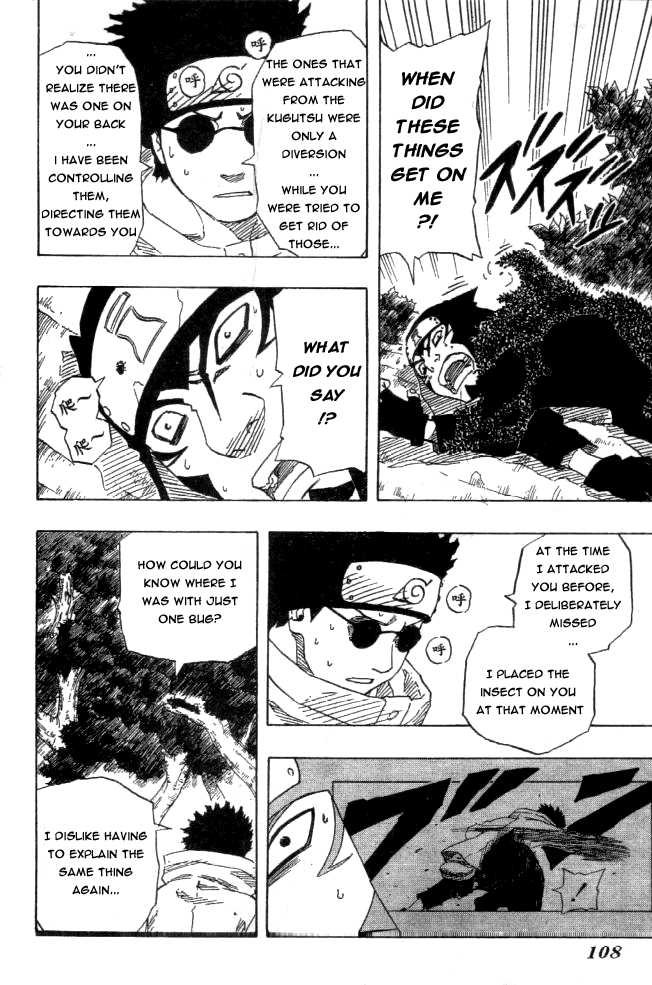 WHEN
DID
THESE
THINGS
GET ON
ME
?!
ズズズ
THE ONES THAT
WERE ATTACKING
FROM THE
KUGUTSU WERE
ONLY A
DIVERSION
...
WHILE YOU
WERE TRIED TO
GET RID OF
THOSE...
呼
呼
...
YOU DIDN'T
REALIZE THERE
WAS ONE ON
YOUR BACK
...
I HAVE BEEN
CONTROLLING
THEM,
DIRECTING THEM
TOWARDS YOU
WHAT
DID YOU
SAY
!?
爬~
爬~
AT THE TIME
I ATTACKED
YOU BEFORE,
I DELIBERATELY
MISSED
...
I PLACED THE
INSECT ON YOU
AT THAT MOMENT
呼
呼
HOW COULD YOU
KNOW WHERE I
WAS WITH JUST
ONE BUG?
I DISLIKE HAVING
TO EXPLAIN THE
SAME THING
AGAIN...
ブン
!
108